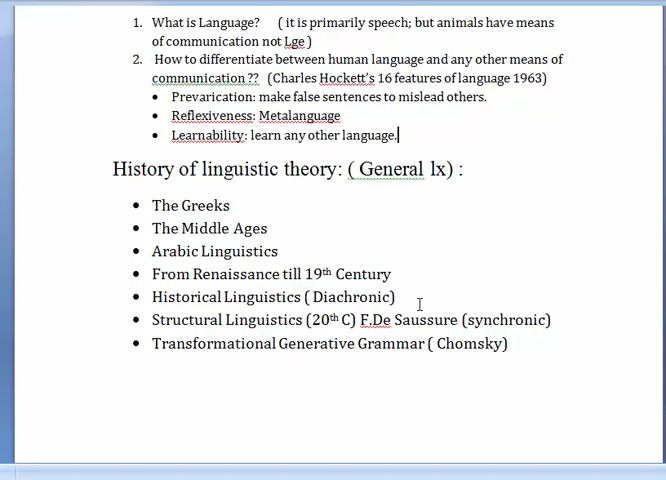 1. What is Language? ( it is primarily speech; but animals have means
of communication not Lge )
2. How to differentiate between human language and any other means of
communication ?? (Charles Hockett's 16 features of language 1963)
• Prevarication: make false sentences to mislead others.
• Reflexiveness: Metalanguage
• Learnability: learn any other language.
History of linguistic theory: ( General lx) :
• The Greeks
• The Middle Ages
• Arabic Linguistics
• From Renaissance till 19th Century
• Historical Linguistics ( Diachronic)
• Structural Linguistics (20th C) F.De Saussure (synchronic)
• Transformational Generative Grammar ( Chomsky)